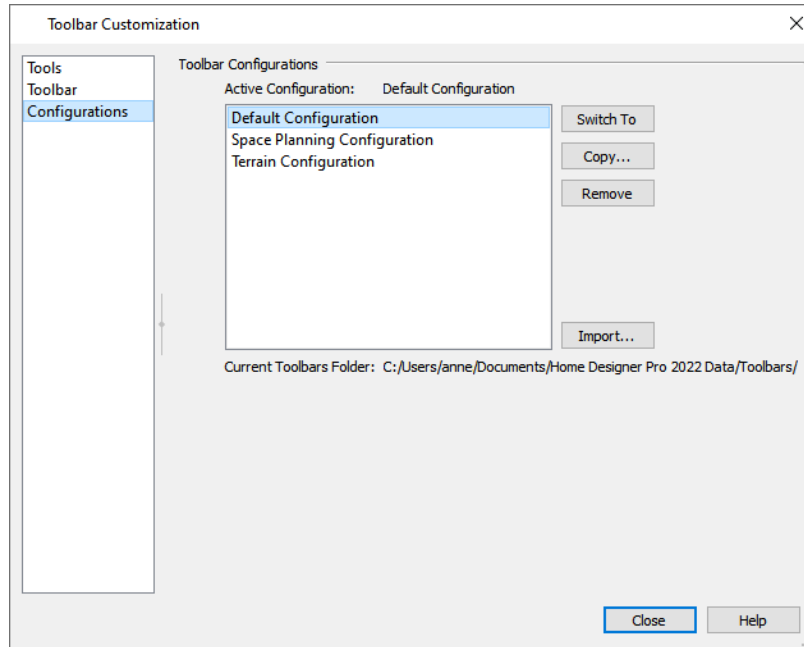 Toolbar Customization
Tools
Toolbar
Configurations
Toolbar Configurations
Active Configuration: Default Configuration
Default Configuration
Space Planning Configuration
Terrain Configuration
Switch To
Copy...
Remove
Import...
Current Toolbars Folder: C:/Users/anne/Documents/Home Designer Pro 2022 Data/Toolbars/
Close
Help